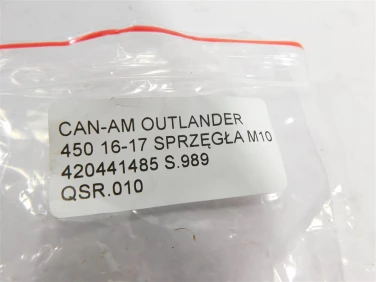 CAN-AM OUTLANDER
450 16-17 SPRZĘGŁA M10
420441485 S.989
QSR.010